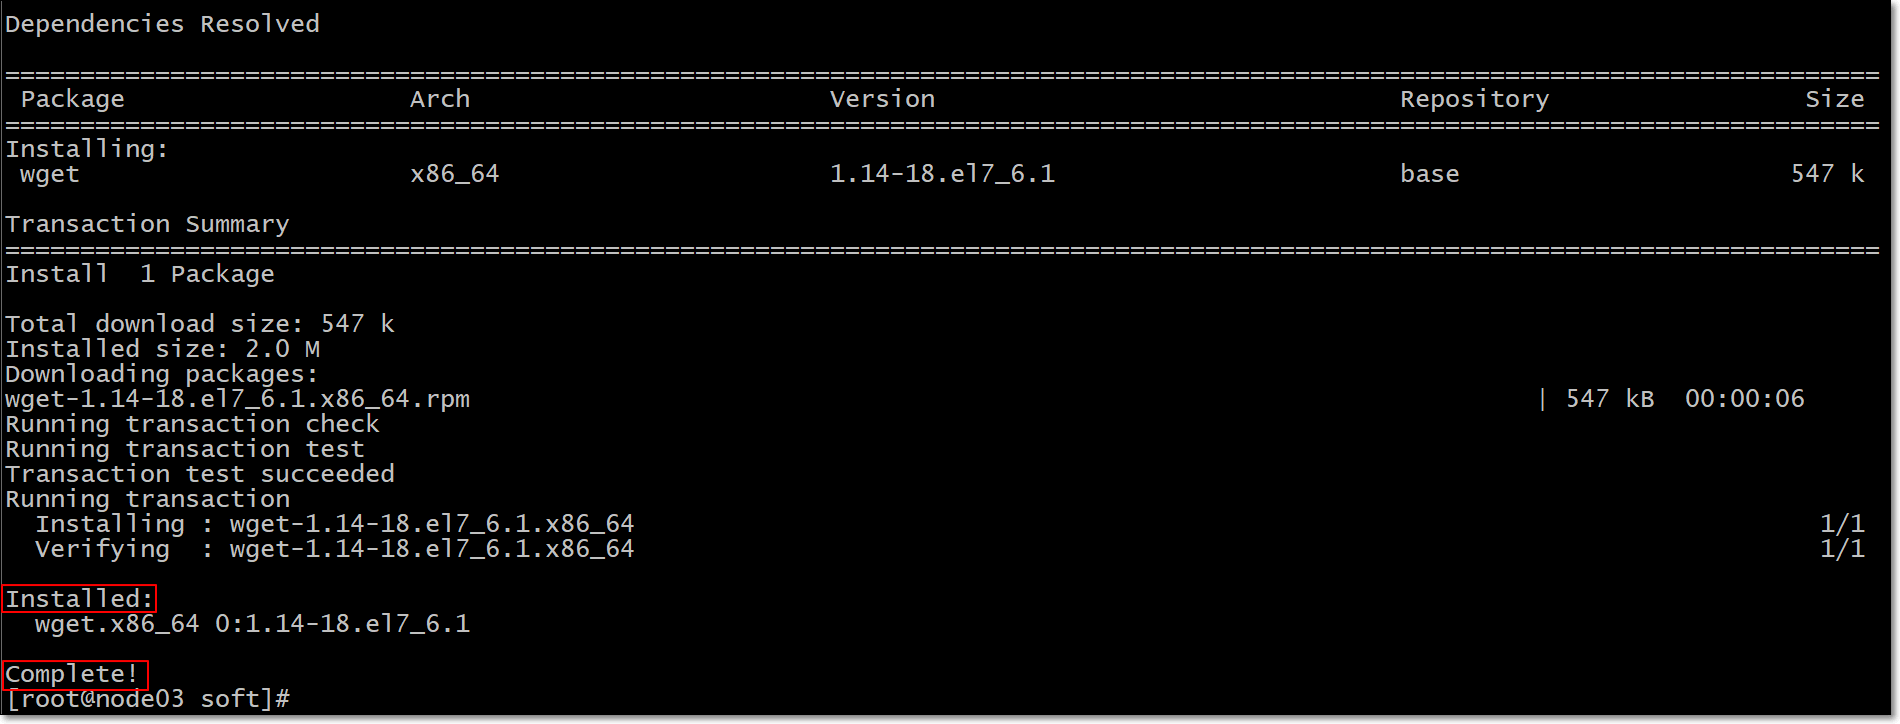 Dependencies Resolved
=============================================================================================================================
Package Arch Version Repository Size
=============================================================================================================================
Installing:
wget x86_64 1.14-18.el7_6.1 base 547 k
Transaction Summary
=============================================================================================================================
Install  1 Package
Total download size: 547 k
Installed size: 2.0 M
Downloading packages:
wget-1.14-18.el7_6.1.x86_64.rpm | 547 kB  00:00:06
Running transaction check
Running transaction test
Transaction test succeeded
Running transaction
Installing : wget-1.14-18.el7_6.1.x86_64 1/1
Verifying  : wget-1.14-18.el7_6.1.x86_64 1/1
Installed:
wget.x86_64 0:1.14-18.el7_6.1
Complete!
[root@node03 soft]#